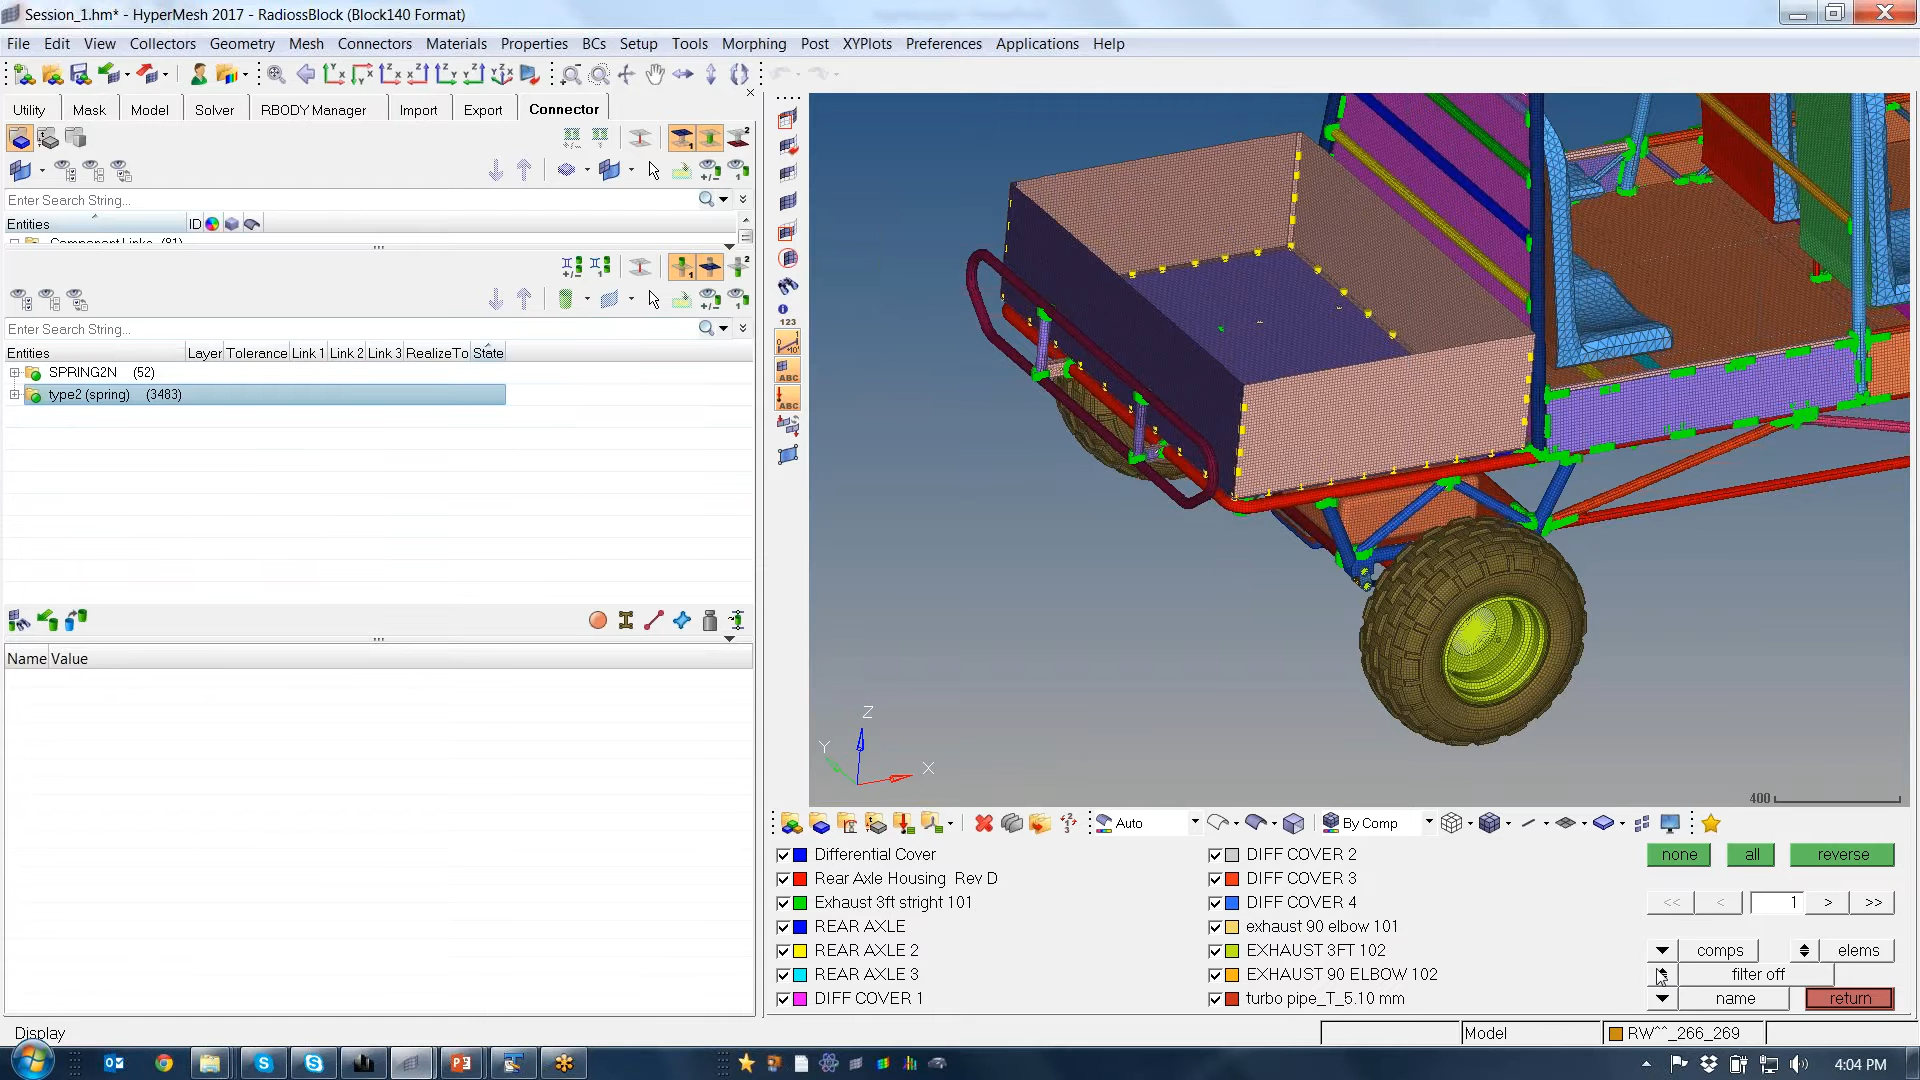 Session_1.hm* - HyperMesh 2017 - RadiossBlock (Block140 Format)
File Edit View Collectors Geometry Mesh Connectors Materials Properties BCs Setup Tools Morphing Post XYPlots Preferences Applications Help
Utility Mask Model Solver RBODY Manager Import Export Connector
Enter Search String...
Entities ID
Component Links (81)
Enter Search String...
Entities Layer Tolerance Link 1 Link 2 Link 3 RealizeTo State
SPRING2N (52)
type2 (spring) (3483)
Name Value
123
ABC
ABC
Z
Y
X
400
Auto By Comp
Differential Cover DIFF COVER 2 none all reverse
Rear Axle Housing Rev D DIFF COVER 3
Exhaust 3ft stright 101 DIFF COVER 4 << < 1 > >>
REAR AXLE exhaust 90 elbow 101
REAR AXLE 2 EXHAUST 3FT 102 comps elems
REAR AXLE 3 EXHAUST 90 ELBOW 102 filter off
DIFF COVER 1 turbo pipe_T_5.10 mm name return
Display Model RW^^_266_269
4:04 PM